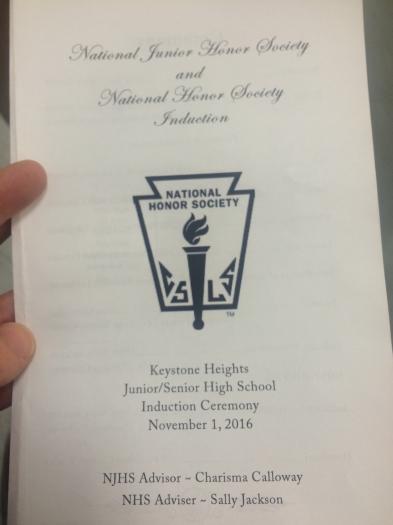 National Junior Honor Society
and
National Honor Society
Induction
NATIONAL
HONOR SOCIETY
C S L S
TM
Keystone Heights
Junior/Senior High School
Induction Ceremony
November 1, 2016
NJHS Advisor ~ Charisma Calloway
NHS Adviser ~ Sally Jackson